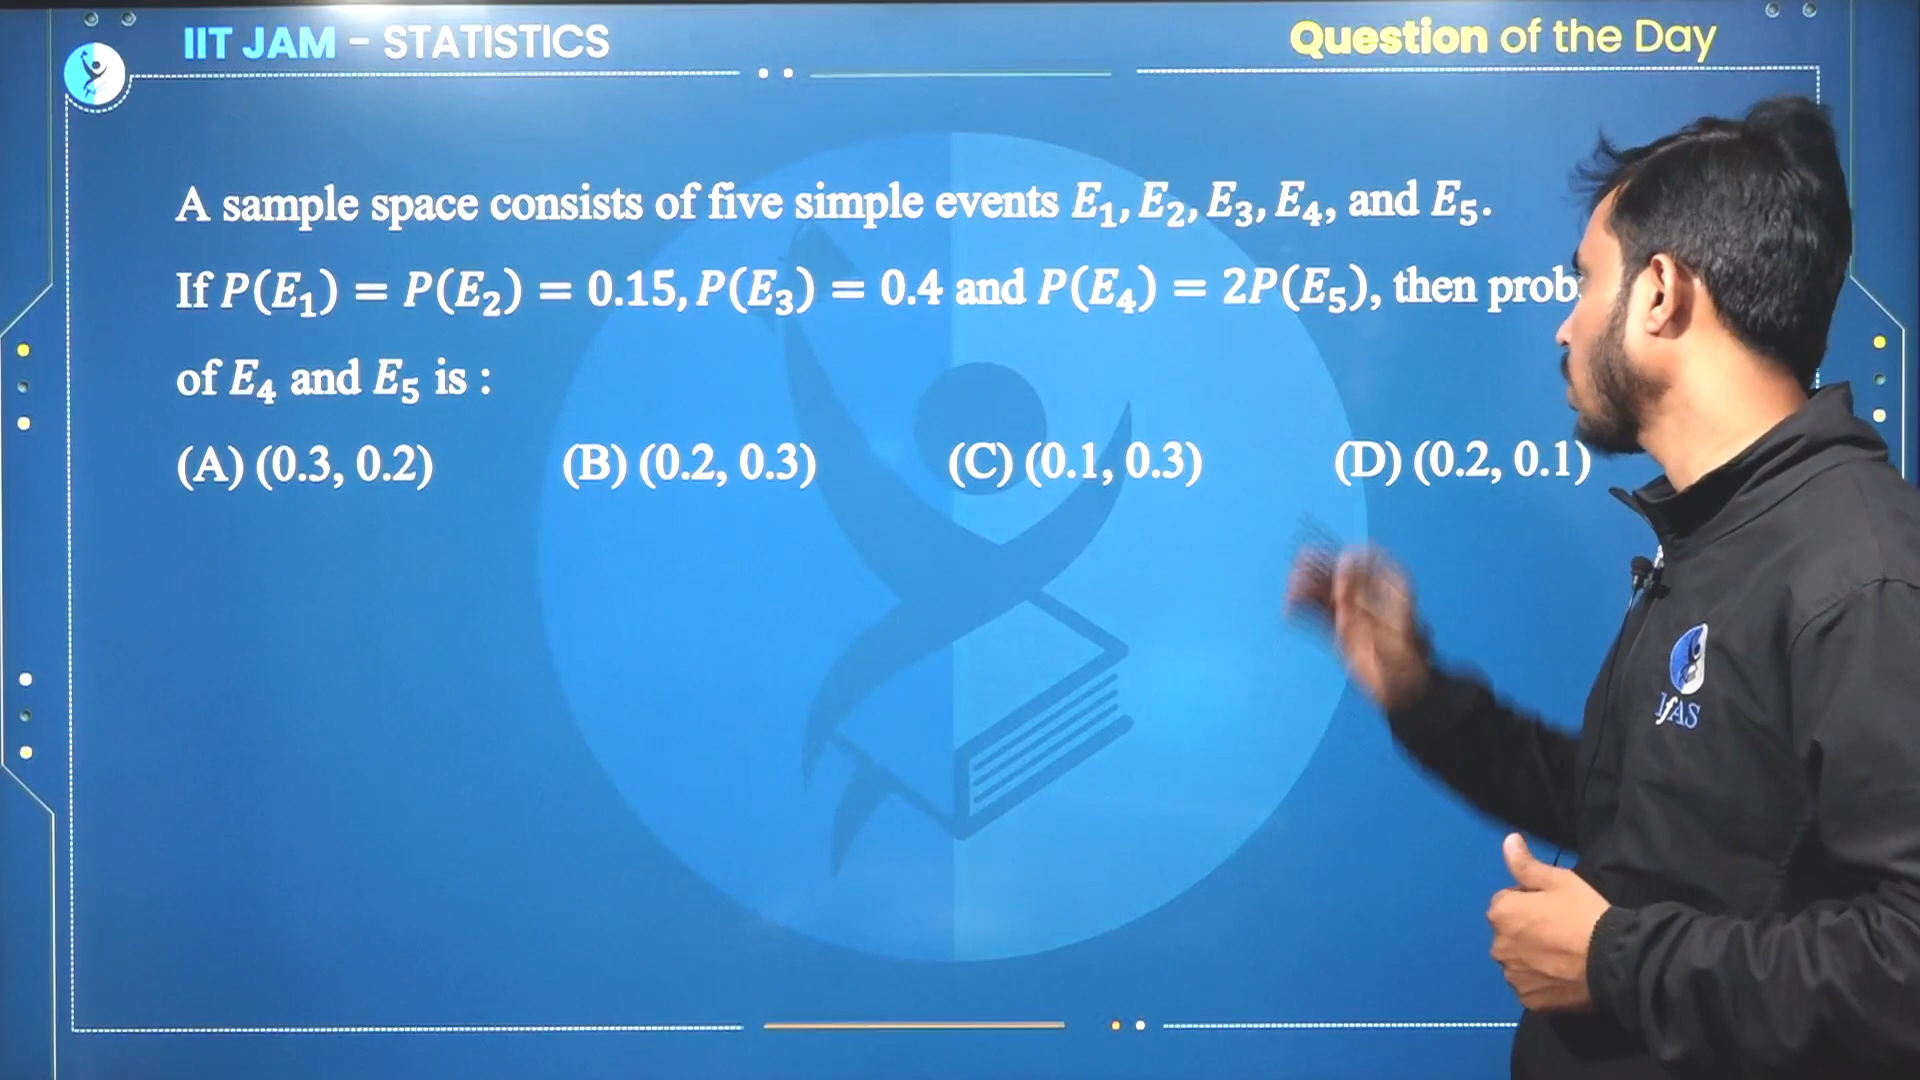 IIT JAM - STATISTICS
Question of the Day
A sample space consists of five simple events E₁, E₂, E₃, E₄, and E₅.
If P(E₁) = P(E₂) = 0.15, P(E₃) = 0.4 and P(E₄) = 2P(E₅), then
of E₄ and E₅ is :
(A) (0.3, 0.2) (B) (0.2, 0.3) (C) (0.1, 0.3) (D) (0.2, 0.1)
IfAS